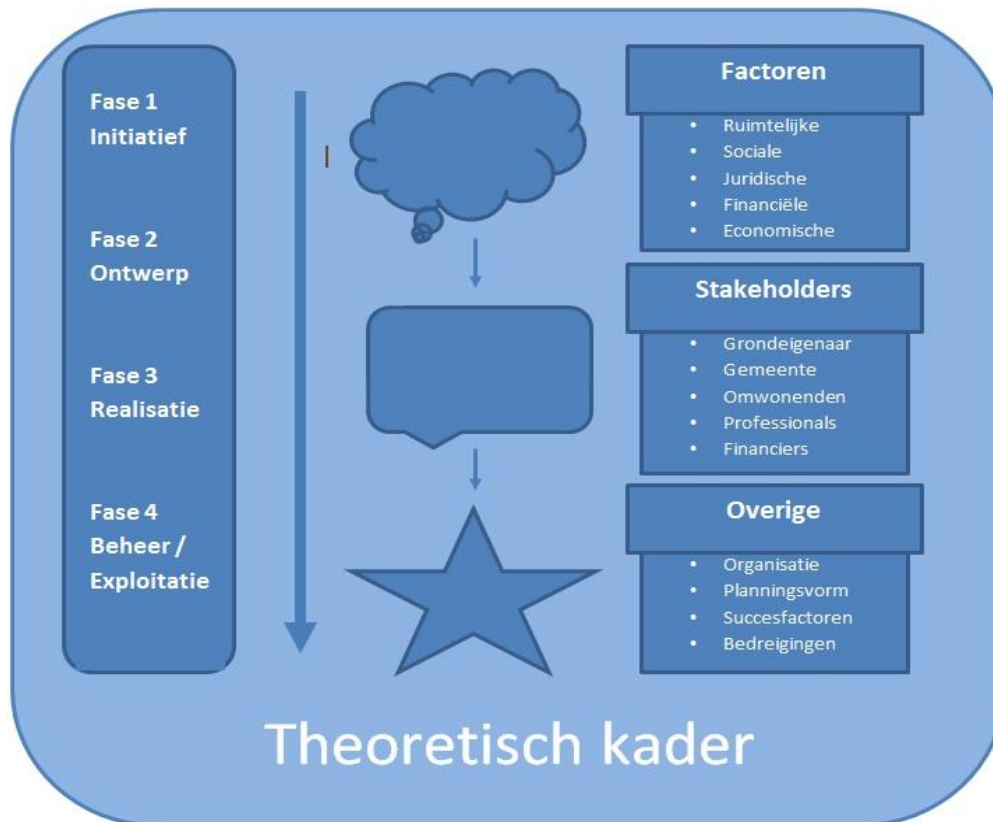 Fase 1
Initiatief
Fase 2
Ontwerp
Fase 3
Realisatie
Fase 4
Beheer /
Exploitatie
Factoren
• Ruimtelijke
• Sociale
• Juridische
• Financiële
• Economische
Stakeholders
• Grondeigenaar
• Gemeente
• Omwonenden
• Professionals
• Financiers
Overige
• Organisatie
• Planningsvorm
• Succesfactoren
• Bedreigingen
Theoretisch kader